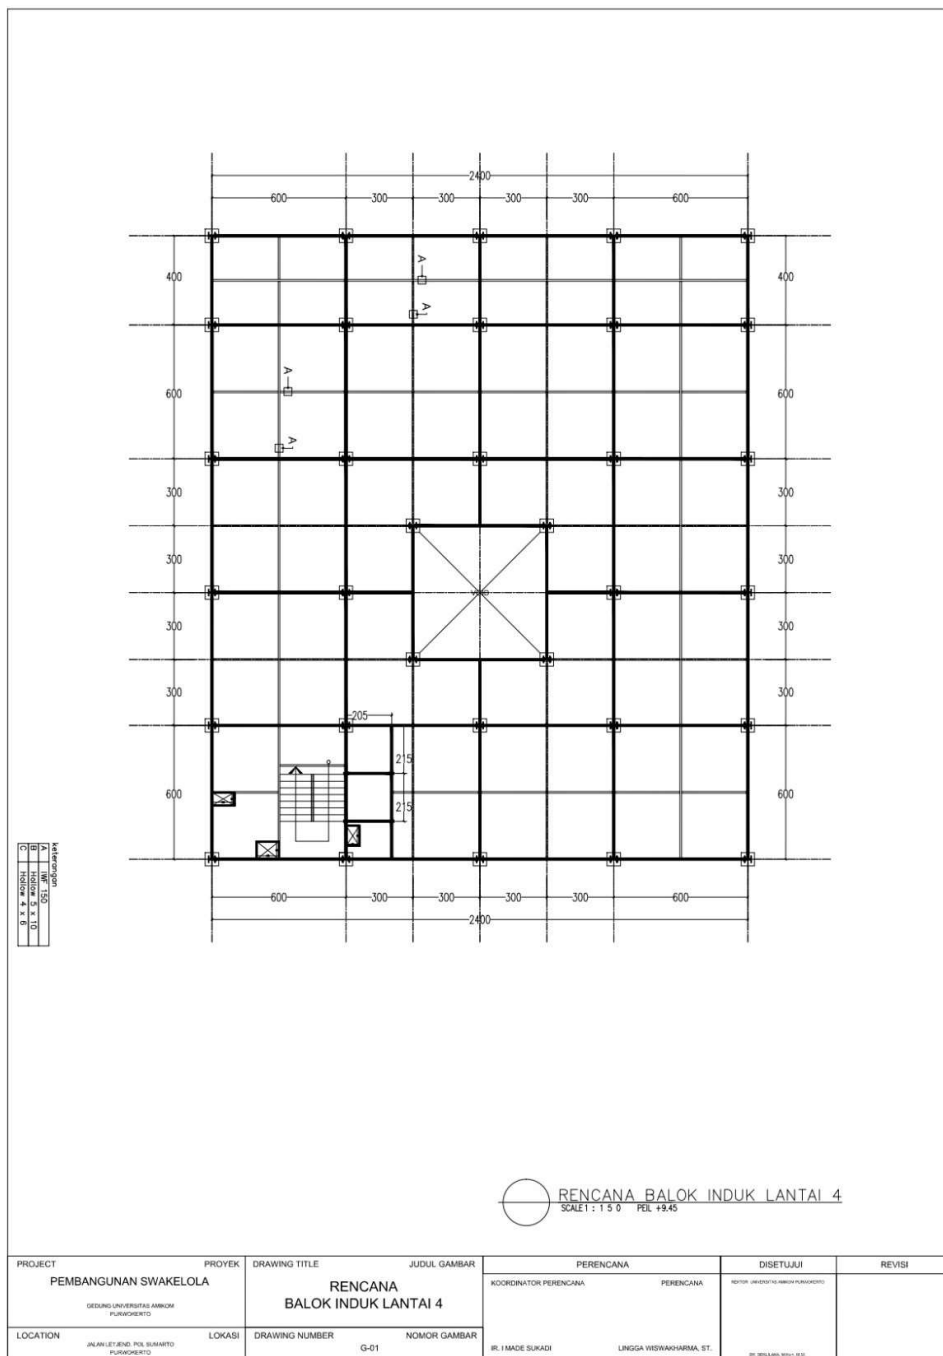 2400
600 300 300 300 300 600
400 A 400
A
600 A 600
A
300 300
300 300
300 300
300 300
205
215
600 215 600
600 300 300 300 300 600
2400
keterangan
A IWF 150
B Hollow 5 x 10
C Hollow 4 x 6
RENCANA BALOK INDUK LANTAI 4
SCALE 1 : 1 5 0 PEIL +9.45
PROJECT PROYEK
PEMBANGUNAN SWAKELOLA
GEDUNG UNIVERSITAS AMIKOM
PURWOKERTO
LOCATION LOKASI
JALAN LETJEND. POL SUMARTO
PURWOKERTO
DRAWING TITLE JUDUL GAMBAR
RENCANA
BALOK INDUK LANTAI 4
DRAWING NUMBER NOMOR GAMBAR
G-01
PERENCANA
KOORDINATOR PERENCANA PERENCANA
IR. I MADE SUKADI LINGGA WISWAKHARMA, ST.
DISETUJUI
REKTOR UNIVERSITAS AMIKOM PURWOKERTO
REVISI